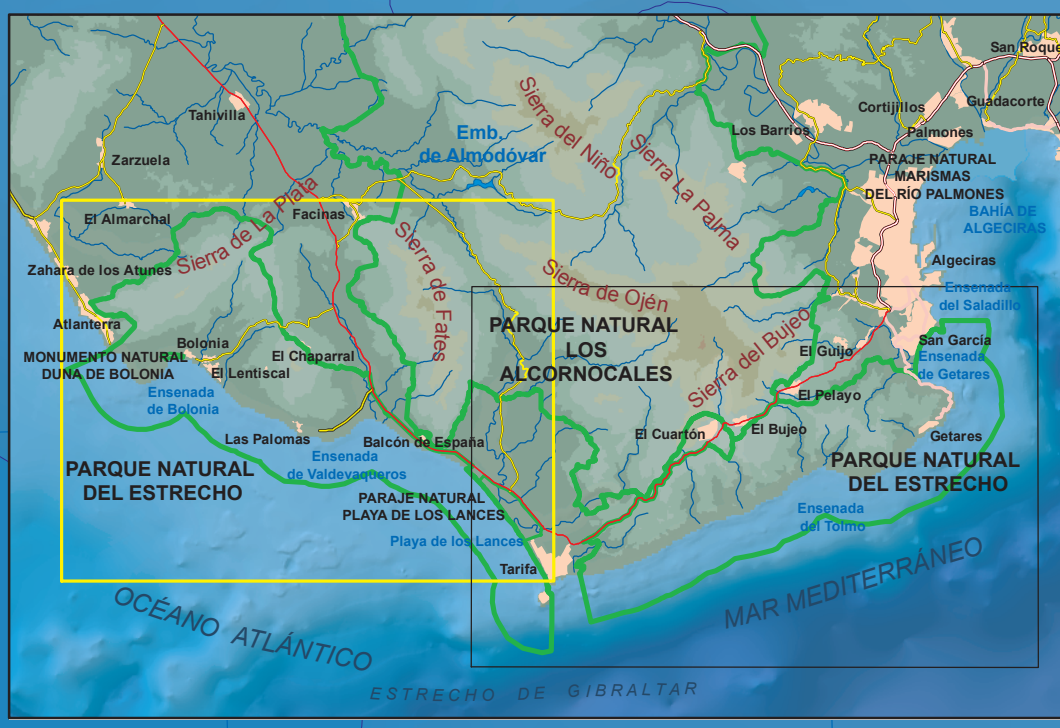 San Roque
Tahivilla
Cortijillos
Guadacorte
Los Barrios
Palmones
Sierra del Niño
Emb.
de Almodóvar
Zarzuela
Sierra La Palma
PARAJE NATURAL
MARISMAS
DEL RÍO PALMONES
El Almarchal
Sierra de La Plata
Facinas
BAHÍA DE
ALGECIRAS
Zahara de los Atunes
Sierra de Fates
Sierra de Ojén
Algeciras
Ensenada
del Saladillo
Atlanterra
PARQUE NATURAL
LOS
ALCORNOCALES
Sierra del Bujeo
Bolonia
El Chaparral
El Guijo
San García
MONUMENTO NATURAL
DUNA DE BOLONIA
El Lentiscal
Ensenada
de Getares
Ensenada
de Bolonia
El Pelayo
Las Palomas
Balcón de España
El Cuartón
El Bujeo
Getares
Ensenada
de Valdevaqueros
PARQUE NATURAL
DEL ESTRECHO
PARQUE NATURAL
DEL ESTRECHO
PARAJE NATURAL
PLAYA DE LOS LANCES
Ensenada
del Tolmo
Playa de los Lances
Tarifa
OCÉANO ATLÁNTICO
MAR MEDITERRÁNEO
ESTRECHO DE GIBRALTAR